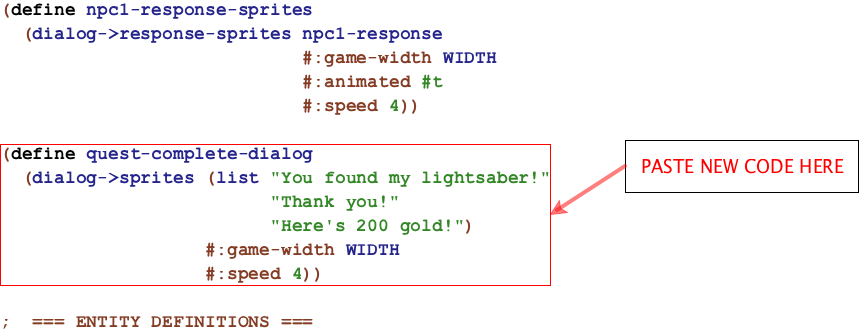 (define npc1-response-sprites
  (dialog->response-sprites npc1-response
                            #:game-width WIDTH
                            #:animated #t
                            #:speed 4))
(define quest-complete-dialog
  (dialog->sprites (list "You found my lightsaber!"
                         "Thank you!"
                         "Here's 200 gold!")
                   #:game-width WIDTH
                   #:speed 4))
PASTE NEW CODE HERE
;  === ENTITY DEFINITIONS ===